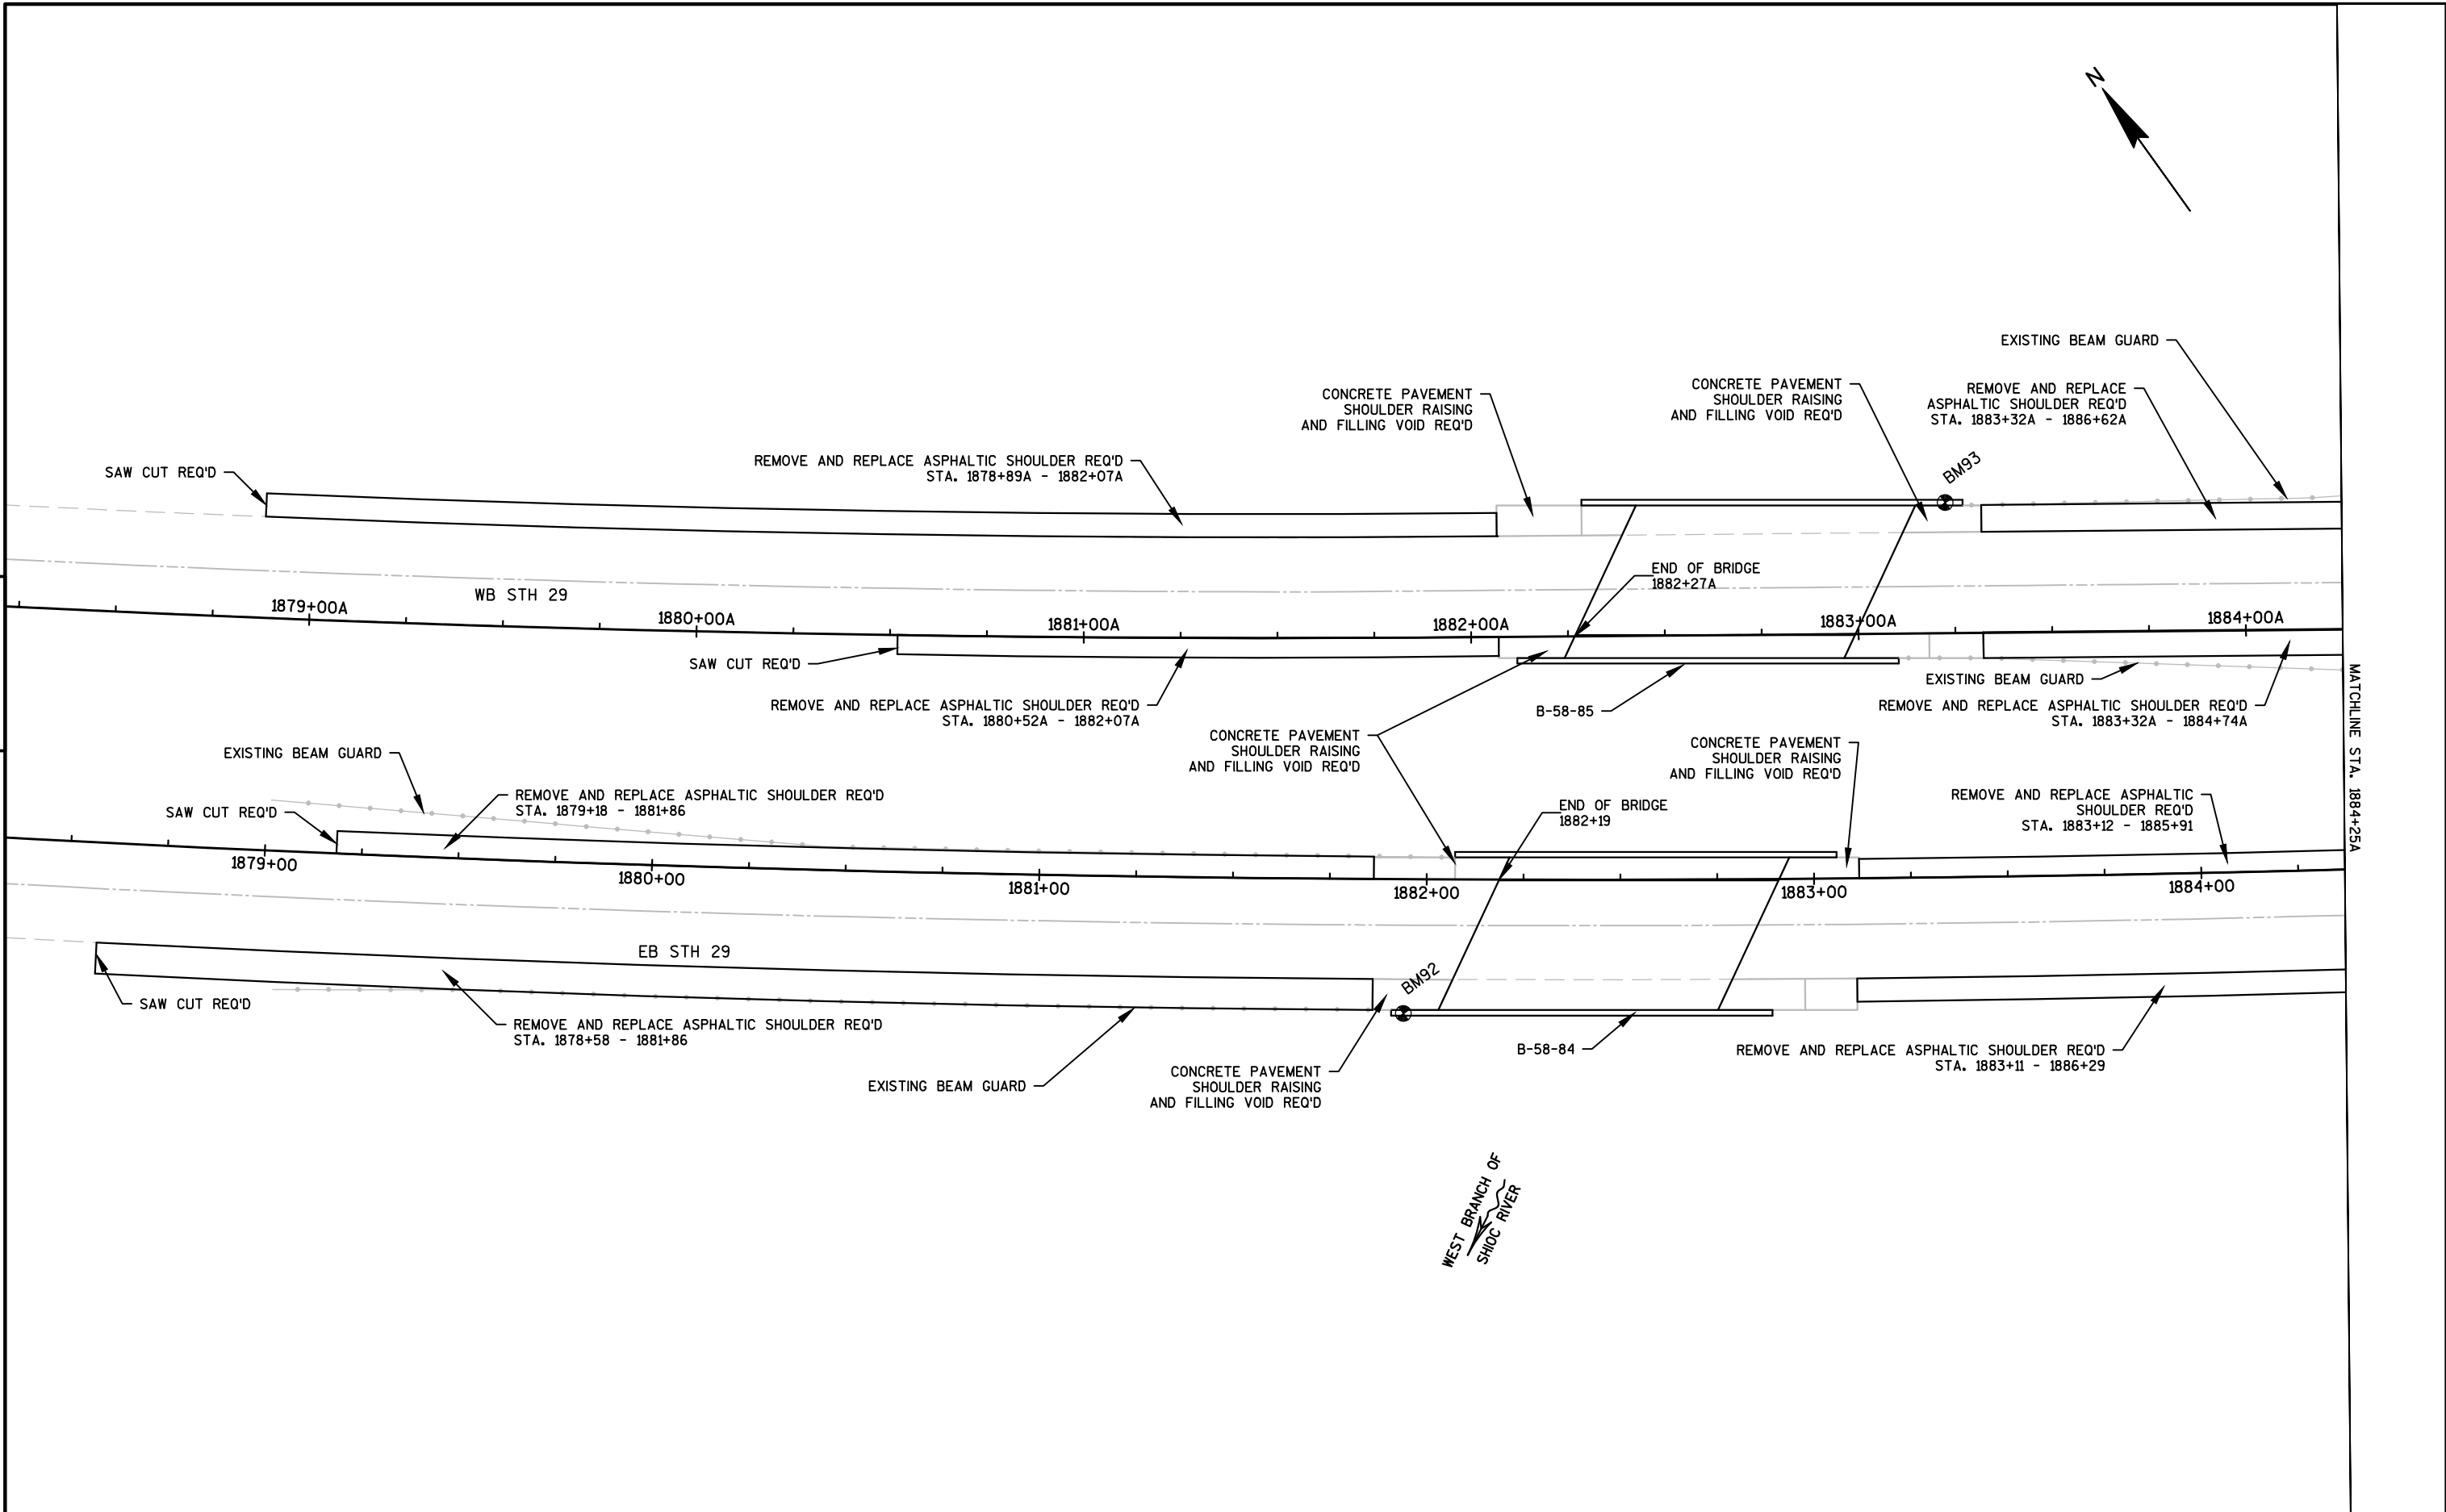 N
EXISTING BEAM GUARD
CONCRETE PAVEMENT
SHOULDER RAISING
AND FILLING VOID REQ'D
CONCRETE PAVEMENT
SHOULDER RAISING
AND FILLING VOID REQ'D
REMOVE AND REPLACE
ASPHALTIC SHOULDER REQ'D
STA. 1883+32A - 1886+62A
SAW CUT REQ'D
REMOVE AND REPLACE ASPHALTIC SHOULDER REQ'D
STA. 1878+89A - 1882+07A
BM93
END OF BRIDGE
1882+27A
WB STH 29
1879+00A
1880+00A
1881+00A
1882+00A
1883+00A
1884+00A
SAW CUT REQ'D
REMOVE AND REPLACE ASPHALTIC SHOULDER REQ'D
STA. 1880+52A - 1882+07A
B-58-85
EXISTING BEAM GUARD
REMOVE AND REPLACE ASPHALTIC SHOULDER REQ'D
STA. 1883+32A - 1884+74A
MATCHLINE STA. 1884+25A
CONCRETE PAVEMENT
SHOULDER RAISING
AND FILLING VOID REQ'D
CONCRETE PAVEMENT
SHOULDER RAISING
AND FILLING VOID REQ'D
EXISTING BEAM GUARD
SAW CUT REQ'D
REMOVE AND REPLACE ASPHALTIC SHOULDER REQ'D
STA. 1879+18 - 1881+86
END OF BRIDGE
1882+19
REMOVE AND REPLACE ASPHALTIC
SHOULDER REQ'D
STA. 1883+12 - 1885+91
1879+00
1880+00
1881+00
1882+00
1883+00
1884+00
EB STH 29
SAW CUT REQ'D
BM92
REMOVE AND REPLACE ASPHALTIC SHOULDER REQ'D
STA. 1878+58 - 1881+86
EXISTING BEAM GUARD
CONCRETE PAVEMENT
SHOULDER RAISING
AND FILLING VOID REQ'D
B-58-84
REMOVE AND REPLACE ASPHALTIC SHOULDER REQ'D
STA. 1883+11 - 1886+29
WEST BRANCH OF
SHIOC RIVER